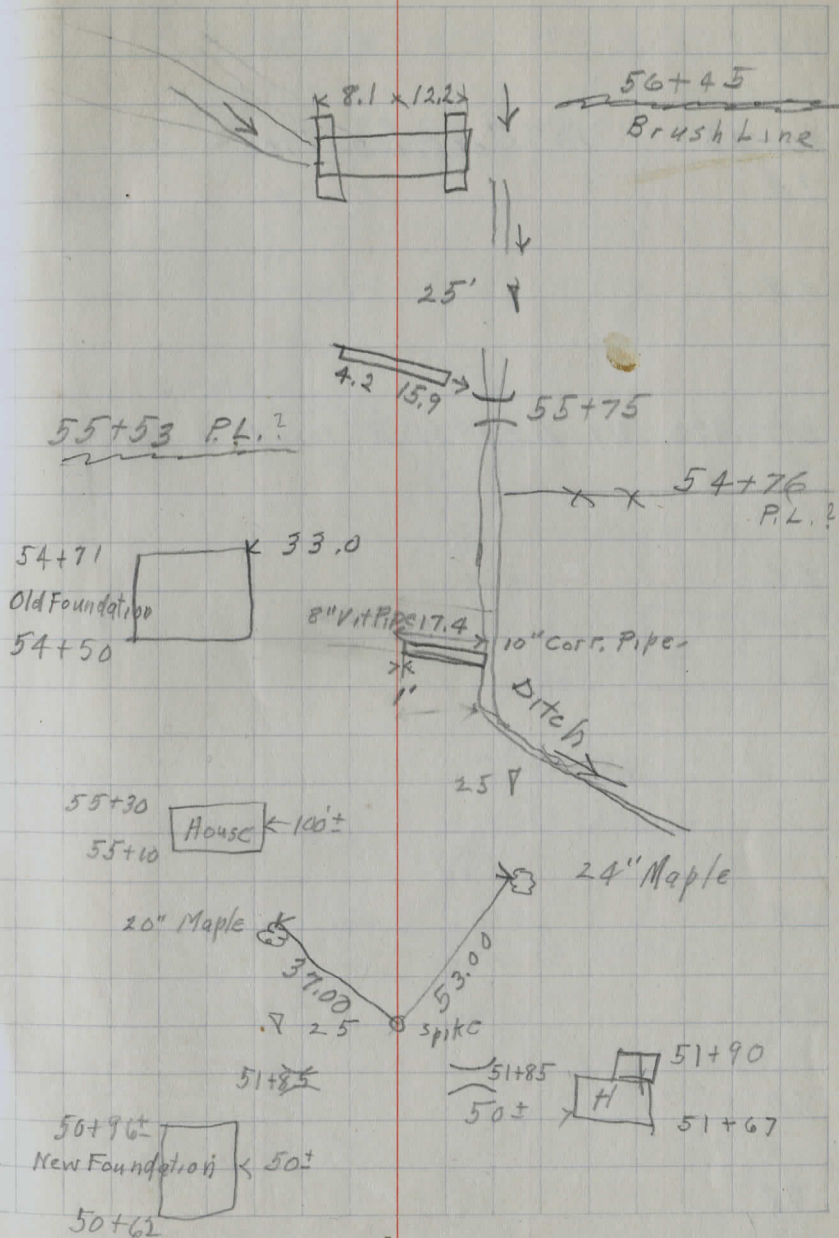 8.1 x 12.2
56+45
Brush Line
25'
4.2 15.9
55+75
55+53 P.L.?
54+76
P.L.?
54+71
33.0
Old Foundation
54+50
8" Vit Pipe 17.4
10" Corr. Pipe
1"
Ditch
25
55+30
House
100'±
55+10
24" Maple
20" Maple
37.00
53.00
25
spike
51+85
51+85
51+90
50±
H
51+67
50+96±
New Foundation
50±
50+62